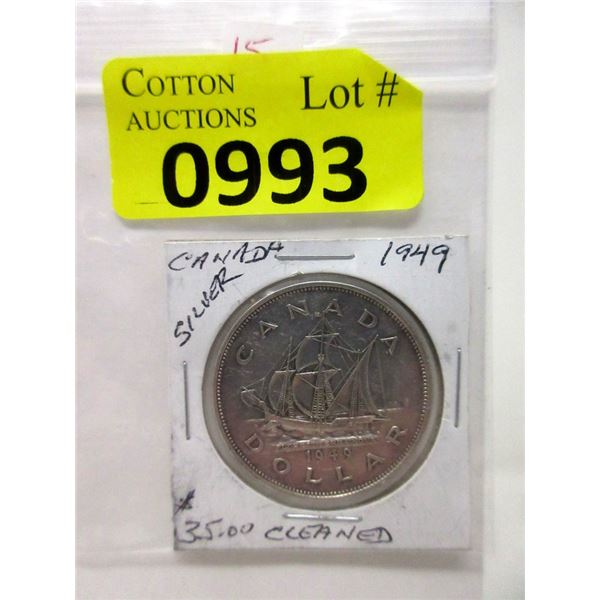 15
COTTON
AUCTIONS
Lot #
0993
CANADA
SILVER
1949
CANADA
1949
DOLLAR
35.00 CLEANED